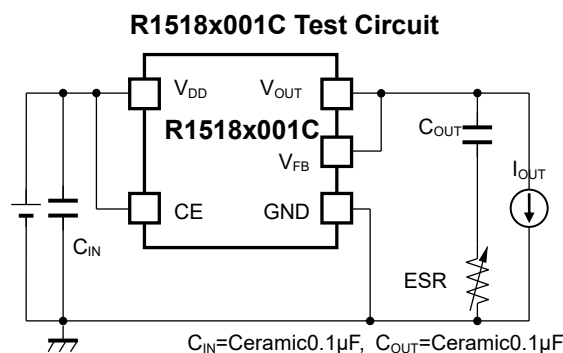 R1518x001C Test Circuit
VDD
VOUT
R1518x001C
VFB
COUT
IOUT
CE
GND
CIN
ESR
CIN=Ceramic0.1µF, COUT=Ceramic0.1µF